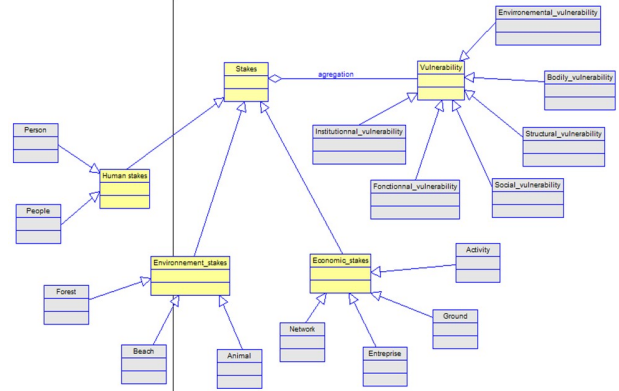 Environemental_vulnerability
Stakes
Vulnerability
agregation
Bodily_vulnerability
Person
Institutionnal_vulnerability
Structural_vulnerability
Human stakes
Fonctionnal_vulnerability
Social_vulnerability
People
Activity
Environnement_stakes
Economic_stakes
Forest
Ground
Network
Beach
Animal
Entreprise